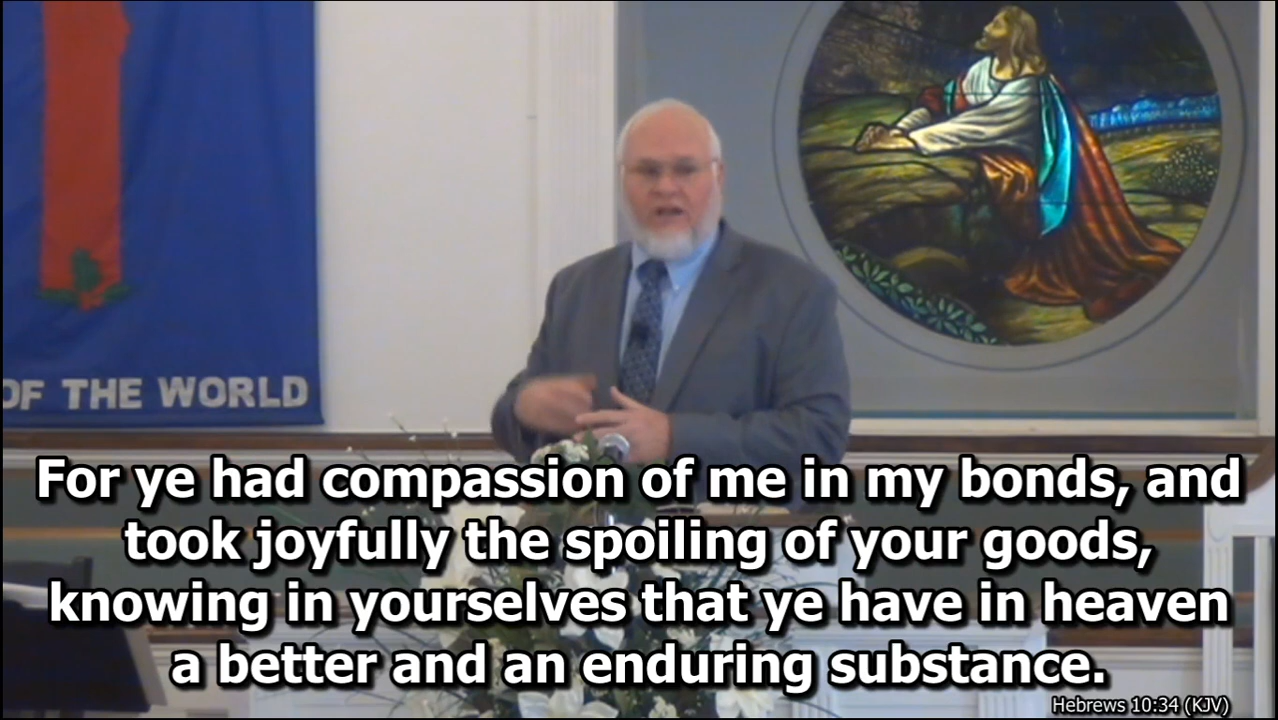 OF THE WORLD
For ye had compassion of me in my bonds, and
took joyfully the spoiling of your goods,
knowing in yourselves that ye have in heaven
a better and an enduring substance.
Hebrews 10:34 (KJV)